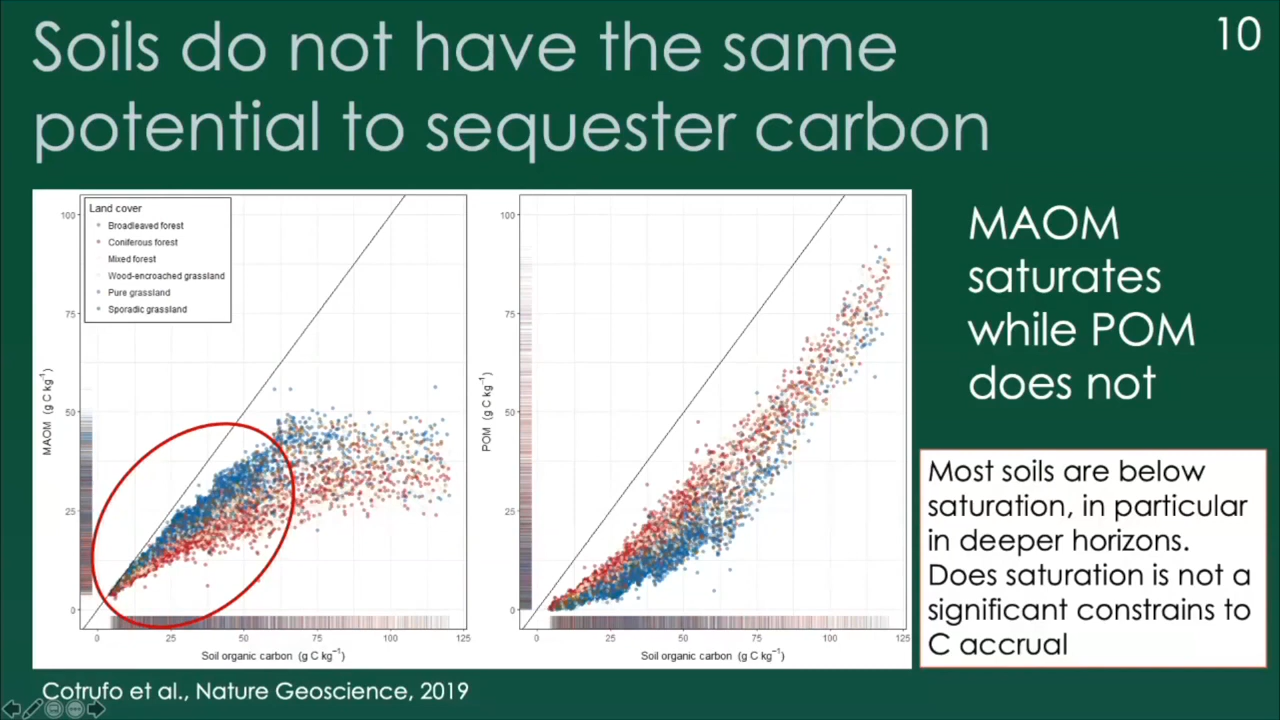 Soils do not have the same
potential to sequester carbon
10
Land cover
Broadleaved forest
Coniferous forest
Mixed forest
Wood-encroached grassland
Pure grassland
Sporadic grassland
100
75
50
25
0
MAOM (g C kg⁻¹)
0 25 50 75 100 125
Soil organic carbon (g C kg⁻¹)
100
75
50
25
0
POM (g C kg⁻¹)
0 25 50 75 100 125
Soil organic carbon (g C kg⁻¹)
MAOM
saturates
while POM
does not
Most soils are below
saturation, in particular
in deeper horizons.
Does saturation is not a
significant constrains to
C accrual
Cotrufo et al., Nature Geoscience, 2019